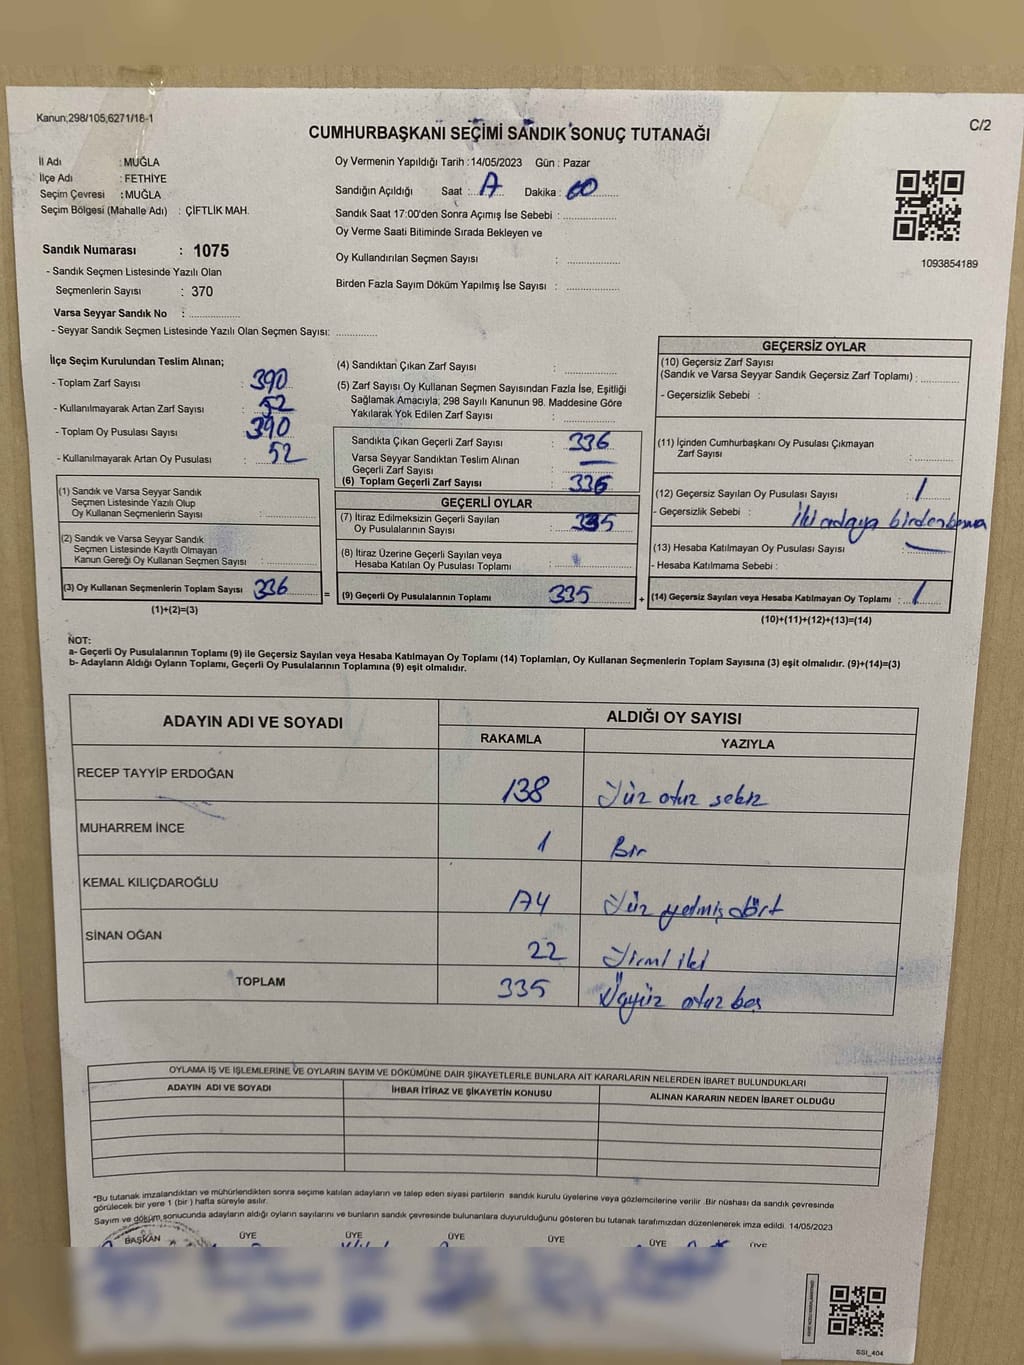 Kanun;298/105,6271/18-1
C/2
CUMHURBAŞKANI SEÇİMİ SANDIK SONUÇ TUTANAĞI
İl Adı : MUĞLA
İlçe Adı : FETHİYE
Seçim Çevresi : MUĞLA
Seçim Bölgesi (Mahalle Adı) : ÇİFTLİK MAH.
Sandık Numarası : 1075
- Sandık Seçmen Listesinde Yazılı Olan
Seçmenlerin Sayısı : 370
Varsa Seyyar Sandık No :
- Seyyar Sandık Seçmen Listesinde Yazılı Olan Seçmen Sayısı:
Oy Vermenin Yapıldığı Tarih :14/05/2023 Gün : Pazar
Sandığın Açıldığı Saat : 17 Dakika : 00
Sandık Saat 17:00'den Sonra Açımış İse Sebebi :
Oy Verme Saati Bitiminde Sırada Bekleyen ve
Oy Kullandırılan Seçmen Sayısı :
Birden Fazla Sayım Döküm Yapılmış İse Sayısı :
1093854189
İlçe Seçim Kurulundan Teslim Alınan;
- Toplam Zarf Sayısı : 390
- Kullanılmayarak Artan Zarf Sayısı : 52
- Toplam Oy Pusulası Sayısı : 390
- Kullanılmayarak Artan Oy Pusulası : 52
(1) Sandık ve Varsa Seyyar Sandık
Seçmen Listesinde Yazılı Olup
Oy Kullanan Seçmenlerin Sayısı :
(2) Sandık ve Varsa Seyyar Sandık
Seçmen Listesinde Kayıtlı Olmayan
Kanun Gereği Oy Kullanan Seçmen Sayısı :
(3) Oy Kullanan Seçmenlerin Toplam Sayısı : 336
(1)+(2)=(3)
(4) Sandıktan Çıkan Zarf Sayısı :
(5) Zarf Sayısı Oy Kullanan Seçmen Sayısından Fazla İse, Eşitliği
Sağlamak Amacıyla; 298 Sayılı Kanunun 98. Maddesine Göre
Yakılarak Yok Edilen Zarf Sayısı :
Sandıkta Çıkan Geçerli Zarf Sayısı : 336
Varsa Seyyar Sandıktan Teslim Alınan
Geçerli Zarf Sayısı : —
(6) Toplam Geçerli Zarf Sayısı : 336
GEÇERLİ OYLAR
(7) İtiraz Edilmeksizin Geçerli Sayılan
Oy Pusulalarının Sayısı : 335
(8) İtiraz Üzerine Geçerli Sayılan veya
Hesaba Katılan Oy Pusulası Toplamı :
= (9) Geçerli Oy Pusulalarının Toplamı : 335
GEÇERSİZ OYLAR
(10) Geçersiz Zarf Sayısı
(Sandık ve Varsa Seyyar Sandık Geçersiz Zarf Toplamı) :
- Geçersizlik Sebebi :
(11) İçinden Cumhurbaşkanı Oy Pusulası Çıkmayan
Zarf Sayısı :
(12) Geçersiz Sayılan Oy Pusulası Sayısı : 1
- Geçersizlik Sebebi : İki adaya birden basma
(13) Hesaba Katılmayan Oy Pusulası Sayısı : —
- Hesaba Katılmama Sebebi :
+ (14) Geçersiz Sayılan veya Hesaba Katılmayan Oy Toplamı : 1
(10)+(11)+(12)+(13)=(14)
NOT:
a- Geçerli Oy Pusulalarının Toplamı (9) ile Geçersiz Sayılan veya Hesaba Katılmayan Oy Toplamı (14) Toplamları, Oy Kullanan Seçmenlerin Toplam Sayısına (3) eşit olmalıdır. (9)+(14)=(3)
b- Adayların Aldığı Oyların Toplamı, Geçerli Oy Pusulalarının Toplamına (9) eşit olmalıdır.
ADAYIN ADI VE SOYADI
ALDIĞI OY SAYISI
RAKAMLA YAZIYLA
RECEP TAYYİP ERDOĞAN 138 Yüz otuz sekiz
MUHARREM İNCE 1 Bir
KEMAL KILIÇDAROĞLU 174 Yüz yetmiş dört
SİNAN OĞAN 22 Yirmi iki
TOPLAM 335 Üçyüz otuz beş
OYLAMA İŞ VE İŞLEMLERİNE VE OYLARIN SAYIM VE DÖKÜMÜNE DAİR ŞİKAYETLERLE BUNLARA AİT KARARLARIN NELERDEN İBARET BULUNDUKLARI
ADAYIN ADI VE SOYADI İHBAR İTİRAZ VE ŞİKAYETİN KONUSU ALINAN KARARIN NEDEN İBARET OLDUĞU
*Bu tutanak imzalandıktan ve mühürlendikten sonra seçime katılan adayların ve talep eden siyasi partilerin sandık kurulu üyelerine veya gözlemcilerine verilir .Bir nüshası da sandık çevresinde
görülecek bir yere 1 (bir ) hafta süreyle asılır.
Sayım ve döküm sonucunda adayların aldığı oyların sayılarını ve bunların sandık çevresinde bulunanlara duyurulduğunu gösteren bu tutanak tarafımızdan düzenlenerek imza edildi. 14/05/2023
BAŞKAN ÜYE ÜYE ÜYE ÜYE ÜYE ÜYE
SSI_404